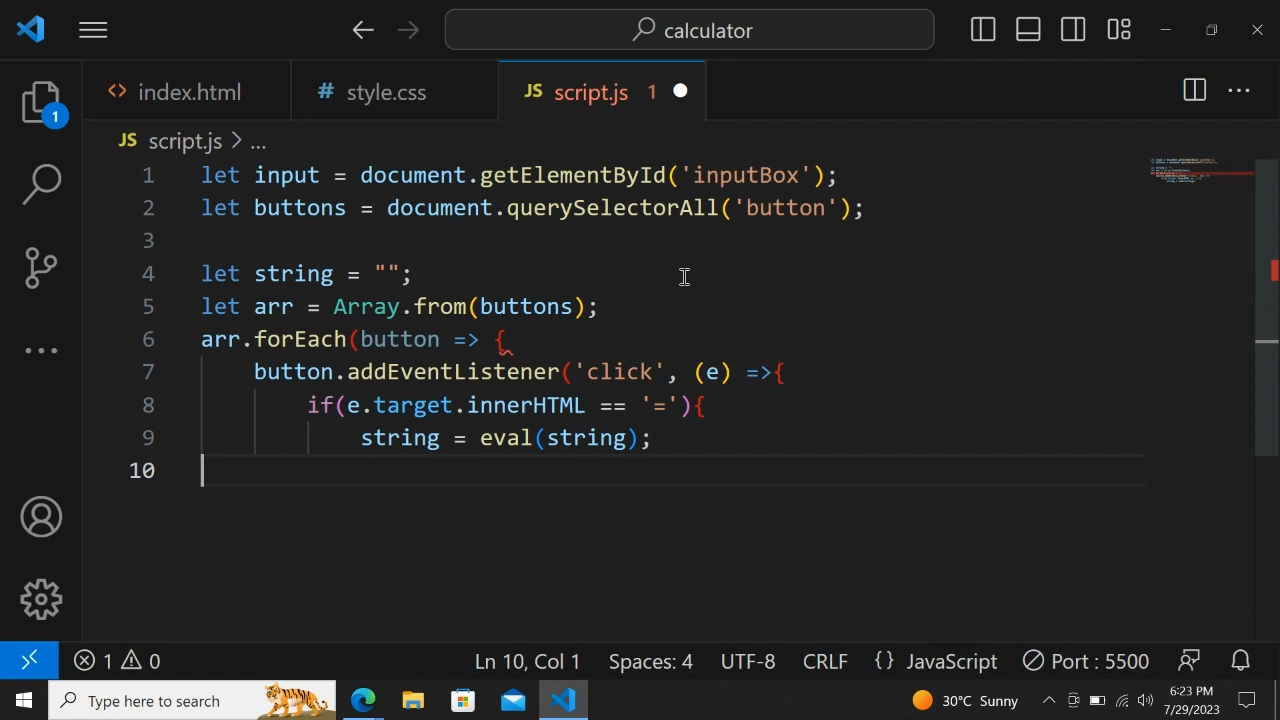 calculator
index.html
# style.css
JS script.js 1
1
JS script.js > ...
1 let input = document.getElementById('inputBox');
2 let buttons = document.querySelectorAll('button');
3
4 let string = "";
5 let arr = Array.from(buttons);
6 arr.forEach(button => {
7 button.addEventListener('click', (e) =>{
8 if(e.target.innerHTML == '='){
9 string = eval(string);
10
1 0 Ln 10, Col 1 Spaces: 4 UTF-8 CRLF {} JavaScript Port : 5500
Type here to search 30°C Sunny 6:23 PM
7/29/2023